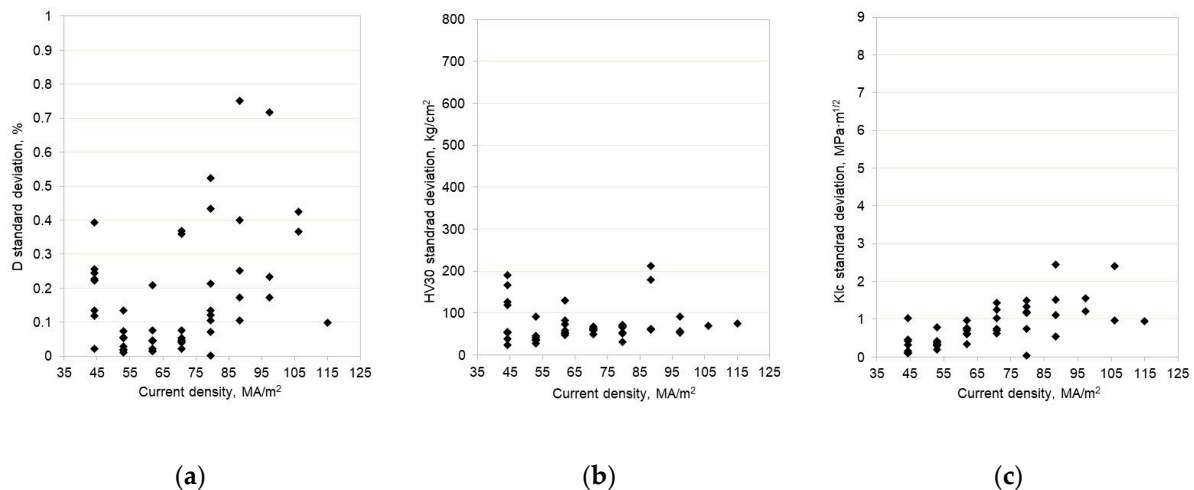 1
0.9
0.8
0.7
0.6
0.5
0.4
0.3
0.2
0.1
0
D standard deviation, %
35 45 55 65 75 85 95 105 115 125
Current density, MA/m²
(a)
800
700
600
500
400
300
200
100
0
HV30 standrad deviation, kg/cm²
35 45 55 65 75 85 95 105 115 125
Current density, MA/m²
(b)
9
8
7
6
5
4
3
2
1
0
KIc standrad deviation, MPa·m¹/²
35 45 55 65 75 85 95 105 115 125
Current density, MA/m²
(c)